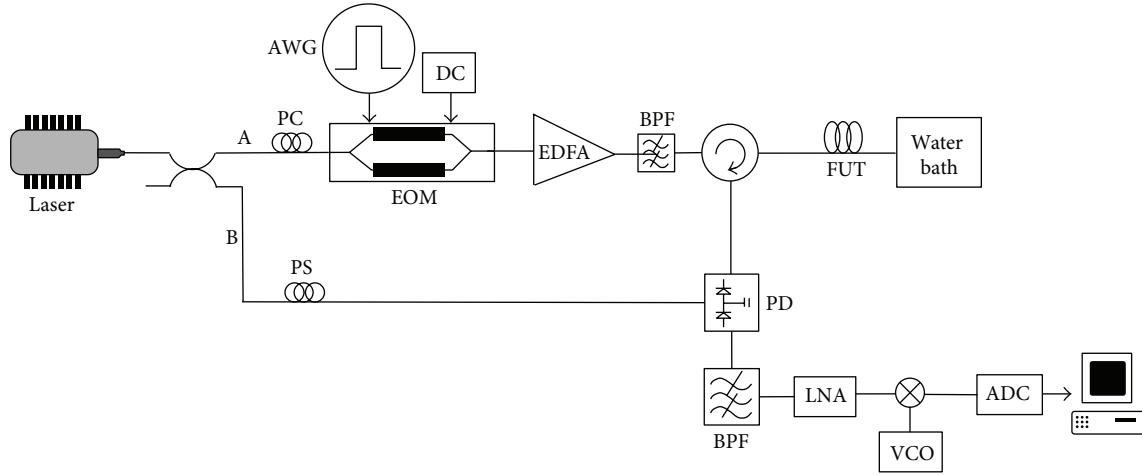 AWG
DC
PC
A
BPF
EDFA
Water
bath
FUT
EOM
Laser
B
PS
PD
LNA
ADC
BPF
VCO